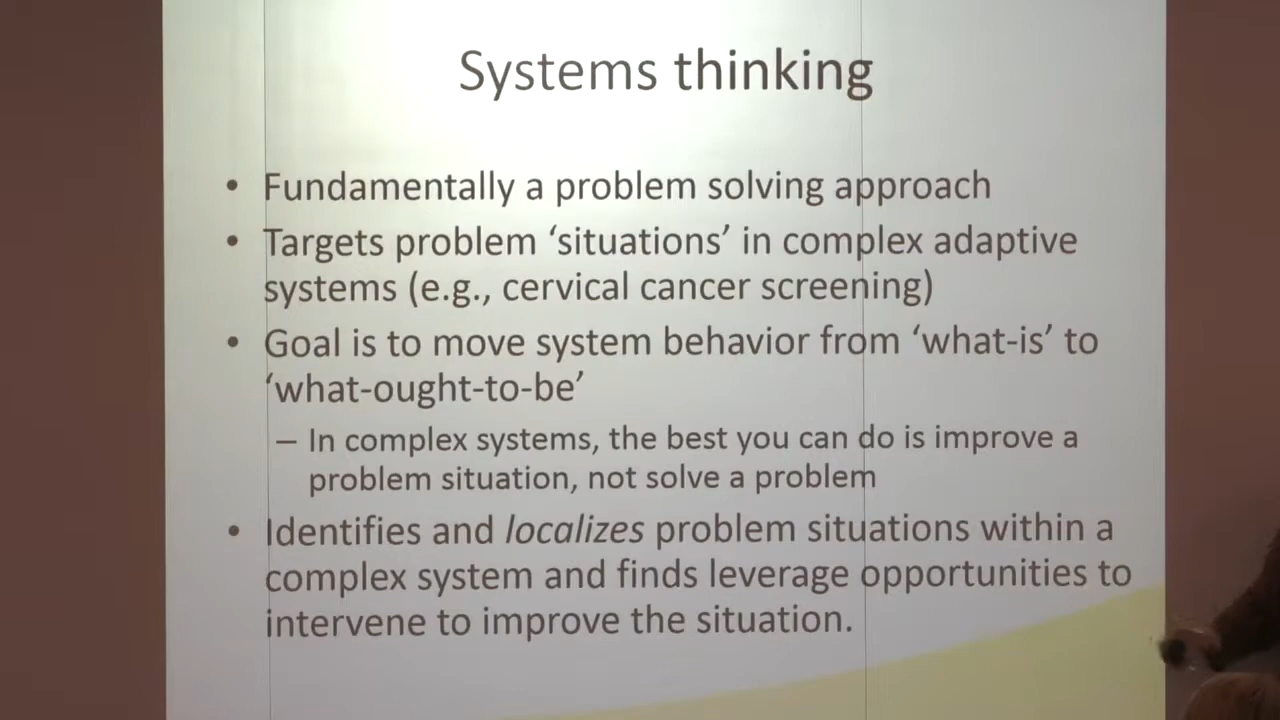 Systems thinking
• Fundamentally a problem solving approach
• Targets problem ‘situations’ in complex adaptive
systems (e.g., cervical cancer screening)
• Goal is to move system behavior from ‘what-is’ to
‘what-ought-to-be’
– In complex systems, the best you can do is improve a
problem situation, not solve a problem
• Identifies and localizes problem situations within a
complex system and finds leverage opportunities to
intervene to improve the situation.